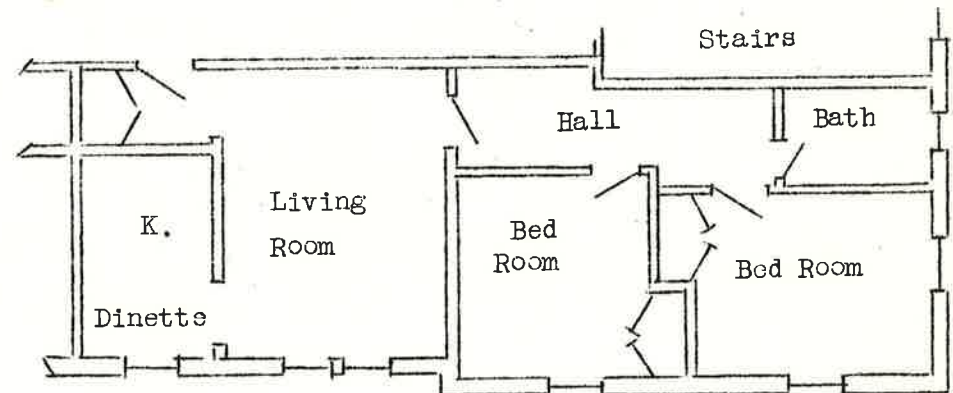 Stairs
Hall
Bath
Living
Room
K.
Bed
Room
Bed Room
Dinette